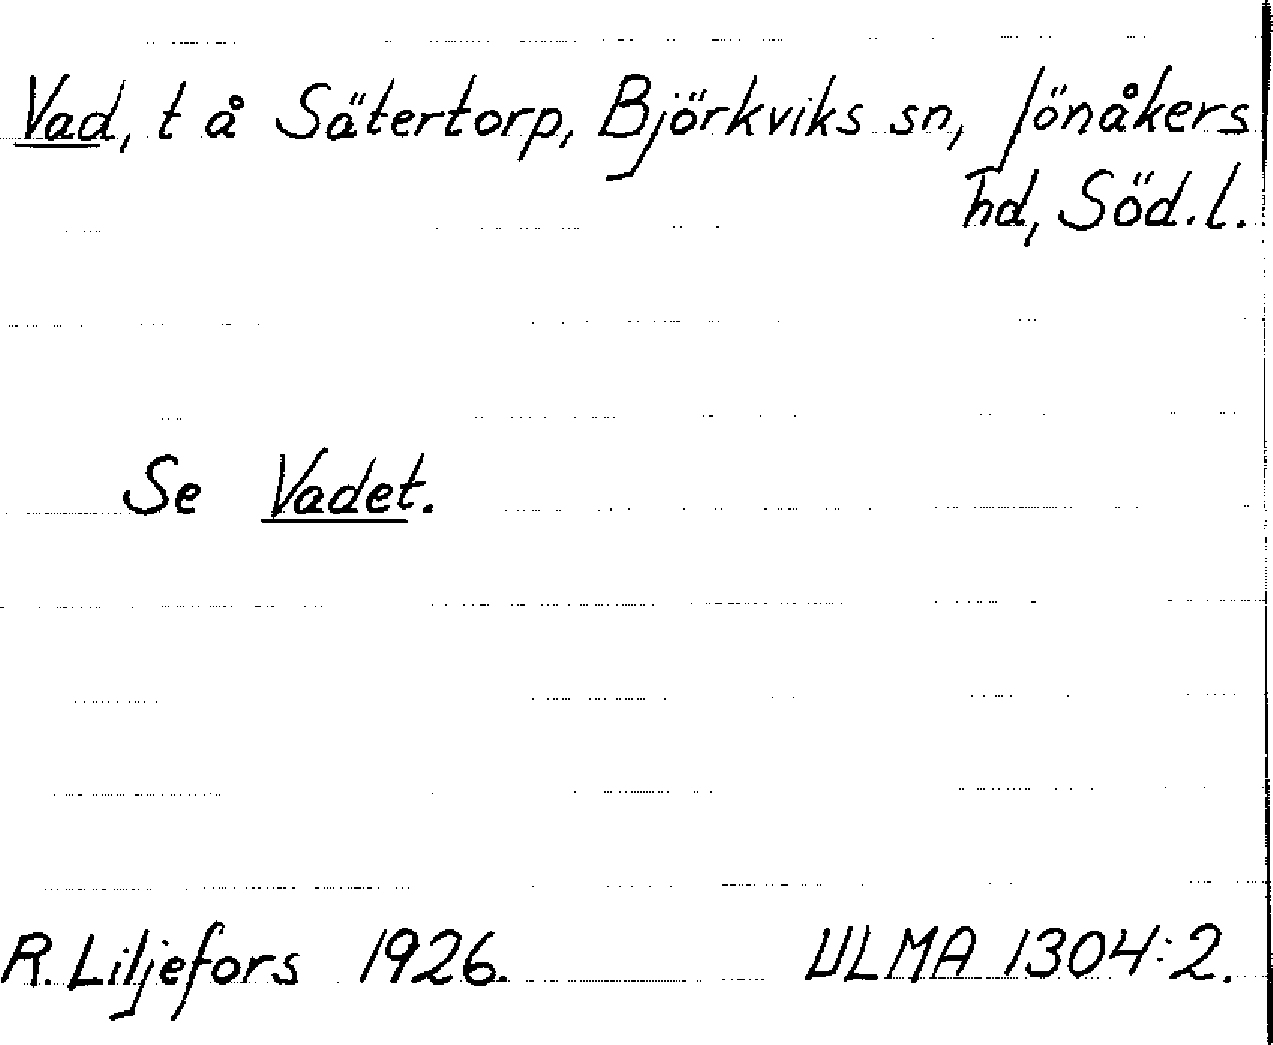 Vad, t å Sätertorp, Björkviks sn, Jönåkers
hd, Söd. l.
Se Vadet.
R. Liljefors 1926. ULMA 1304:2.